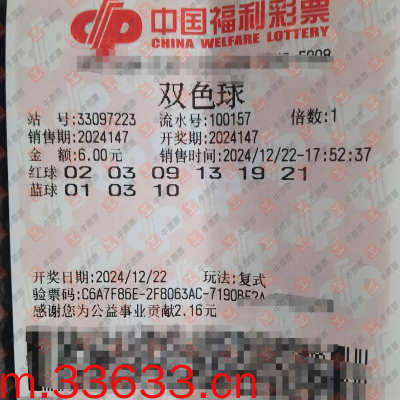 中国福利彩票
CHINA WELFARE LOTTERY
双色球
站 号:33097223 流水号:100157 倍数:1
销售期:2024147 开奖期:2024147
金 额:6.00元 销售时间:2024/12/22-17:52:37
红球 02 03 09 13 19 21
蓝球 01 03 10
开奖日期:2024/12/22 玩法:复式
验票码:C6A7F86E-2F8063AC-7190BF2A
感谢您为公益事业贡献2.16元
m.33633.cn